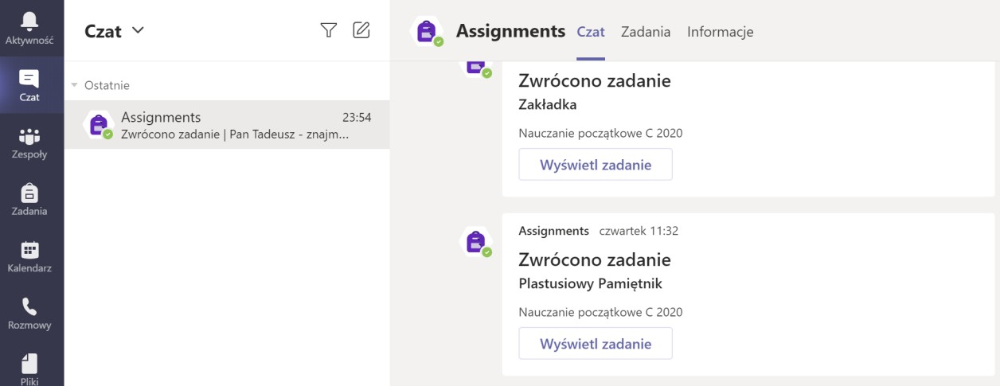 Aktywność
Czat
Zespoły
Zadania
Kalendarz
Rozmowy
Pliki
Czat
Ostatnie
Assignments 23:54
Zwrócono zadanie | Pan Tadeusz - znajm...
Assignments Czat Zadania Informacje
Zwrócono zadanie
Zakładka
Nauczanie początkowe C 2020
Wyświetl zadanie
Assignments czwartek 11:32
Zwrócono zadanie
Plastusiowy Pamiętnik
Nauczanie początkowe C 2020
Wyświetl zadanie